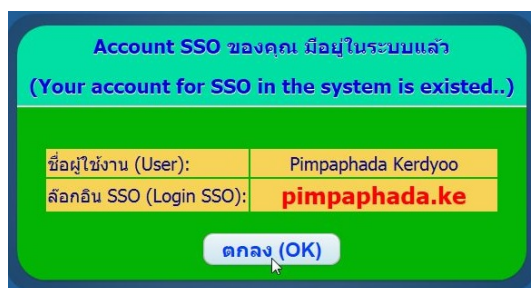 Account SSO ของคุณ มีอยู่ในระบบแล้ว
(Your account for SSO in the system is existed..)
ชื่อผู้ใช้งาน (User): Pimpaphada Kerdyoo
ล๊อกอิน SSO (Login SSO): pimpaphada.ke
ตกลง (OK)